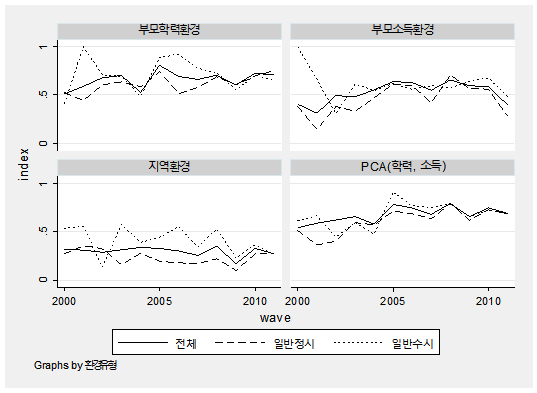 부모학력환경
부모소득환경
1
.5
0
지역환경
PCA(학력, 소득)
1
.5
0
index
2000
2005
2010
2000
2005
2010
wave
전체
일반정시
일반수시
Graphs by 환경유형